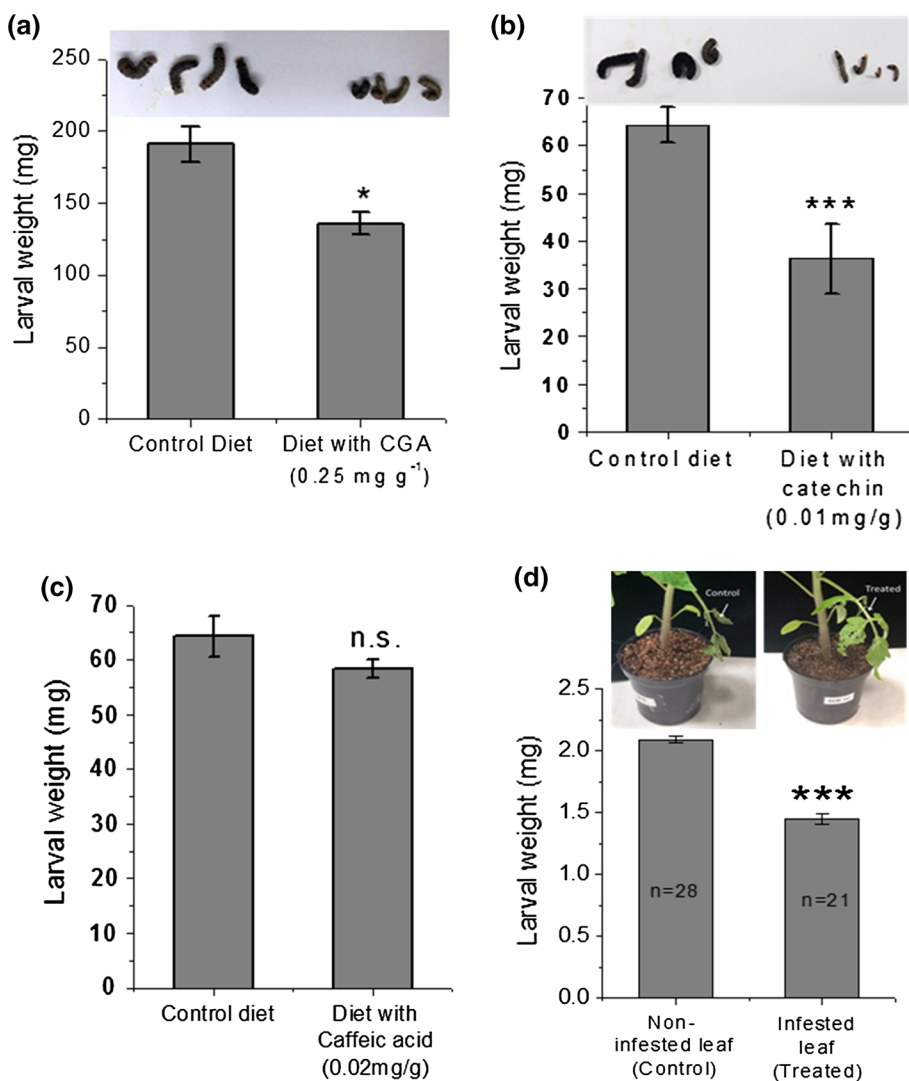 (a)
Larval weight (mg)
250
200
150
100
50
0
*
Control Diet
Diet with CGA
(0.25 mg g⁻¹)
(b)
Larval weight (mg)
70
60
50
40
30
20
10
0
***
Control diet
Diet with
catechin
(0.01mg/g)
(c)
Larval weight (mg)
70
60
50
40
30
20
10
0
n.s.
Control diet
Diet with
Caffeic acid
(0.02mg/g)
(d)
Control
Treated
Larval weight (mg)
2.5
2.0
1.5
1.0
0.5
0.0
***
n=28
n=21
Non-
infested leaf
(Control)
Infested
leaf
(Treated)